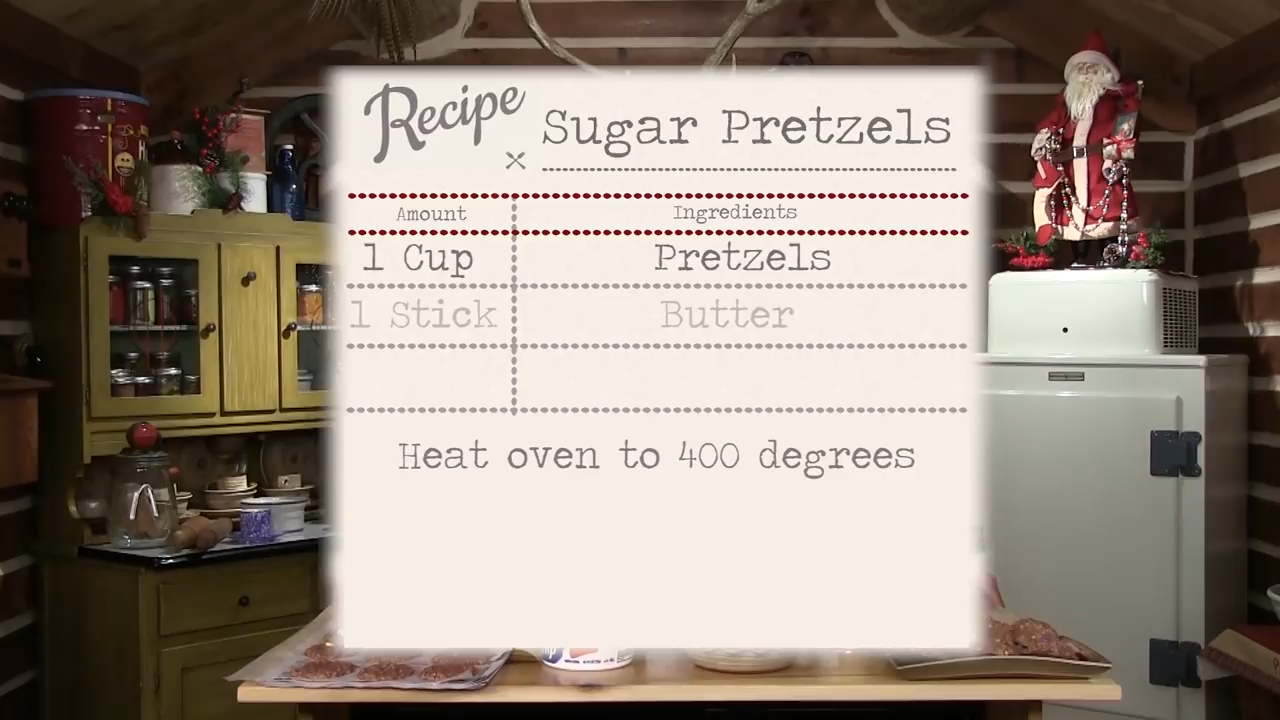 Recipe
x Sugar Pretzels
Amount Ingredients
1 Cup Pretzels
1 Stick Butter
Heat oven to 400 degrees